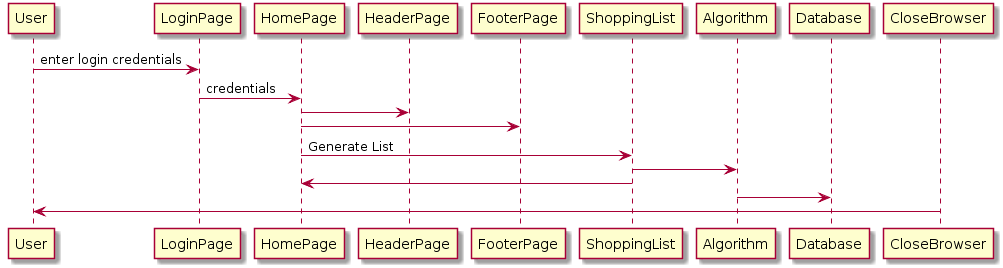 User LoginPage HomePage HeaderPage FooterPage ShoppingList Algorithm Database CloseBrowser
enter login credentials
credentials
Generate List
User LoginPage HomePage HeaderPage FooterPage ShoppingList Algorithm Database CloseBrowser